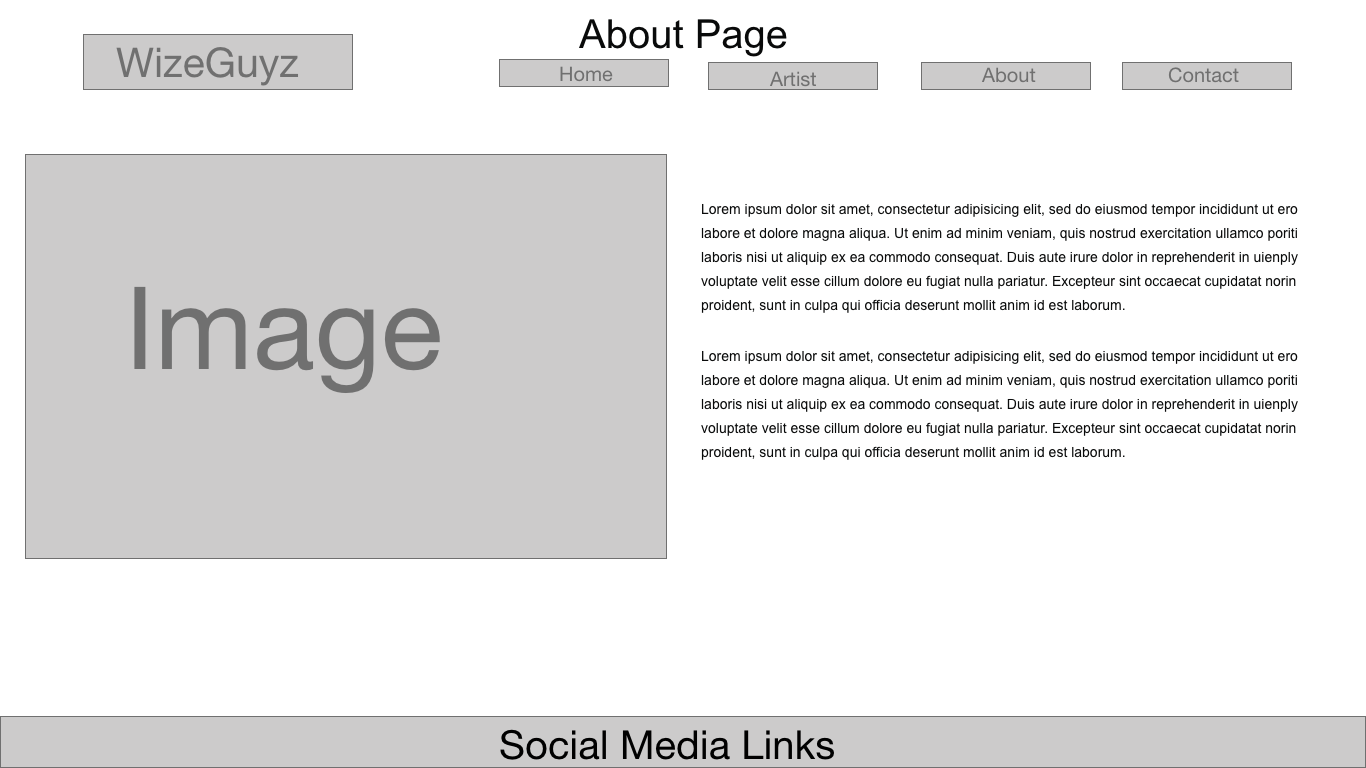 About Page
WizeGuyz
Home
Artist
About
Contact
Image
Lorem ipsum dolor sit amet, consectetur adipisicing elit, sed do eiusmod tempor incididunt ut ero
labore et dolore magna aliqua. Ut enim ad minim veniam, quis nostrud exercitation ullamco poriti
laboris nisi ut aliquip ex ea commodo consequat. Duis aute irure dolor in reprehenderit in uienply
voluptate velit esse cillum dolore eu fugiat nulla pariatur. Excepteur sint occaecat cupidatat norin
proident, sunt in culpa qui officia deserunt mollit anim id est laborum.
Lorem ipsum dolor sit amet, consectetur adipisicing elit, sed do eiusmod tempor incididunt ut ero
labore et dolore magna aliqua. Ut enim ad minim veniam, quis nostrud exercitation ullamco poriti
laboris nisi ut aliquip ex ea commodo consequat. Duis aute irure dolor in reprehenderit in uienply
voluptate velit esse cillum dolore eu fugiat nulla pariatur. Excepteur sint occaecat cupidatat norin
proident, sunt in culpa qui officia deserunt mollit anim id est laborum.
Social Media Links